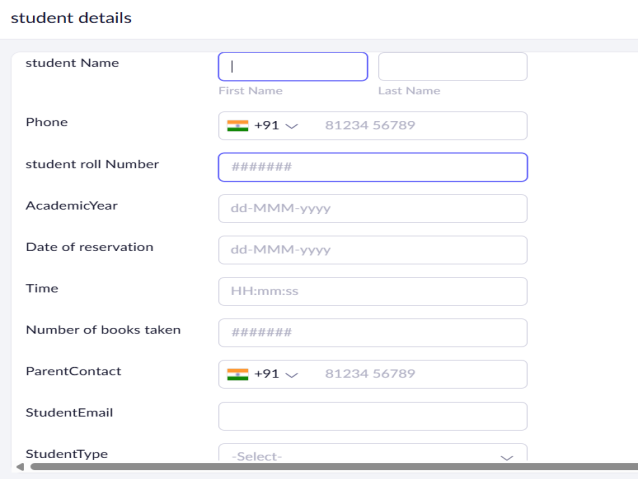 student details
student Name
First Name Last Name
Phone +91 81234 56789
student roll Number #######
AcademicYear dd-MMM-yyyy
Date of reservation dd-MMM-yyyy
Time HH:mm:ss
Number of books taken #######
ParentContact +91 81234 56789
StudentEmail
StudentType -Select-